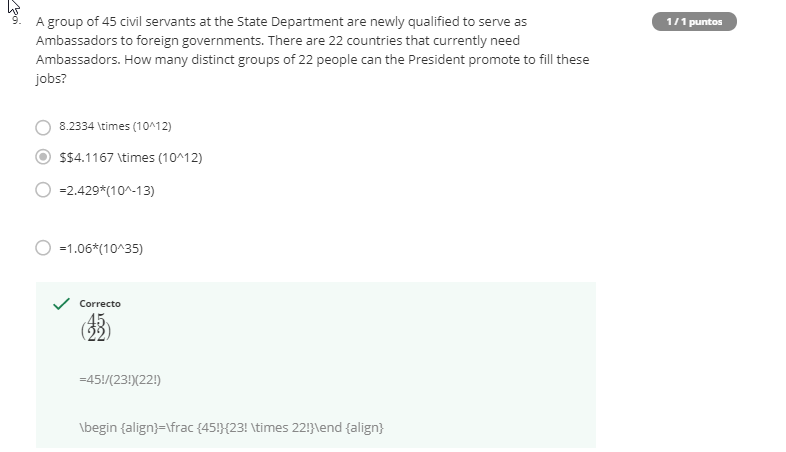 9. A group of 45 civil servants at the State Department are newly qualified to serve as
1 / 1 puntos
Ambassadors to foreign governments. There are 22 countries that currently need
Ambassadors. How many distinct groups of 22 people can the President promote to fill these
jobs?
8.2334 \times (10^12)
$$4.1167 \times (10^12)
=2.429*(10^-13)
=1.06*(10^35)
Correcto
(45
22)
=45!/(23!)(22!)
\begin {align}=\frac {45!}{23! \times 22!}\end {align}